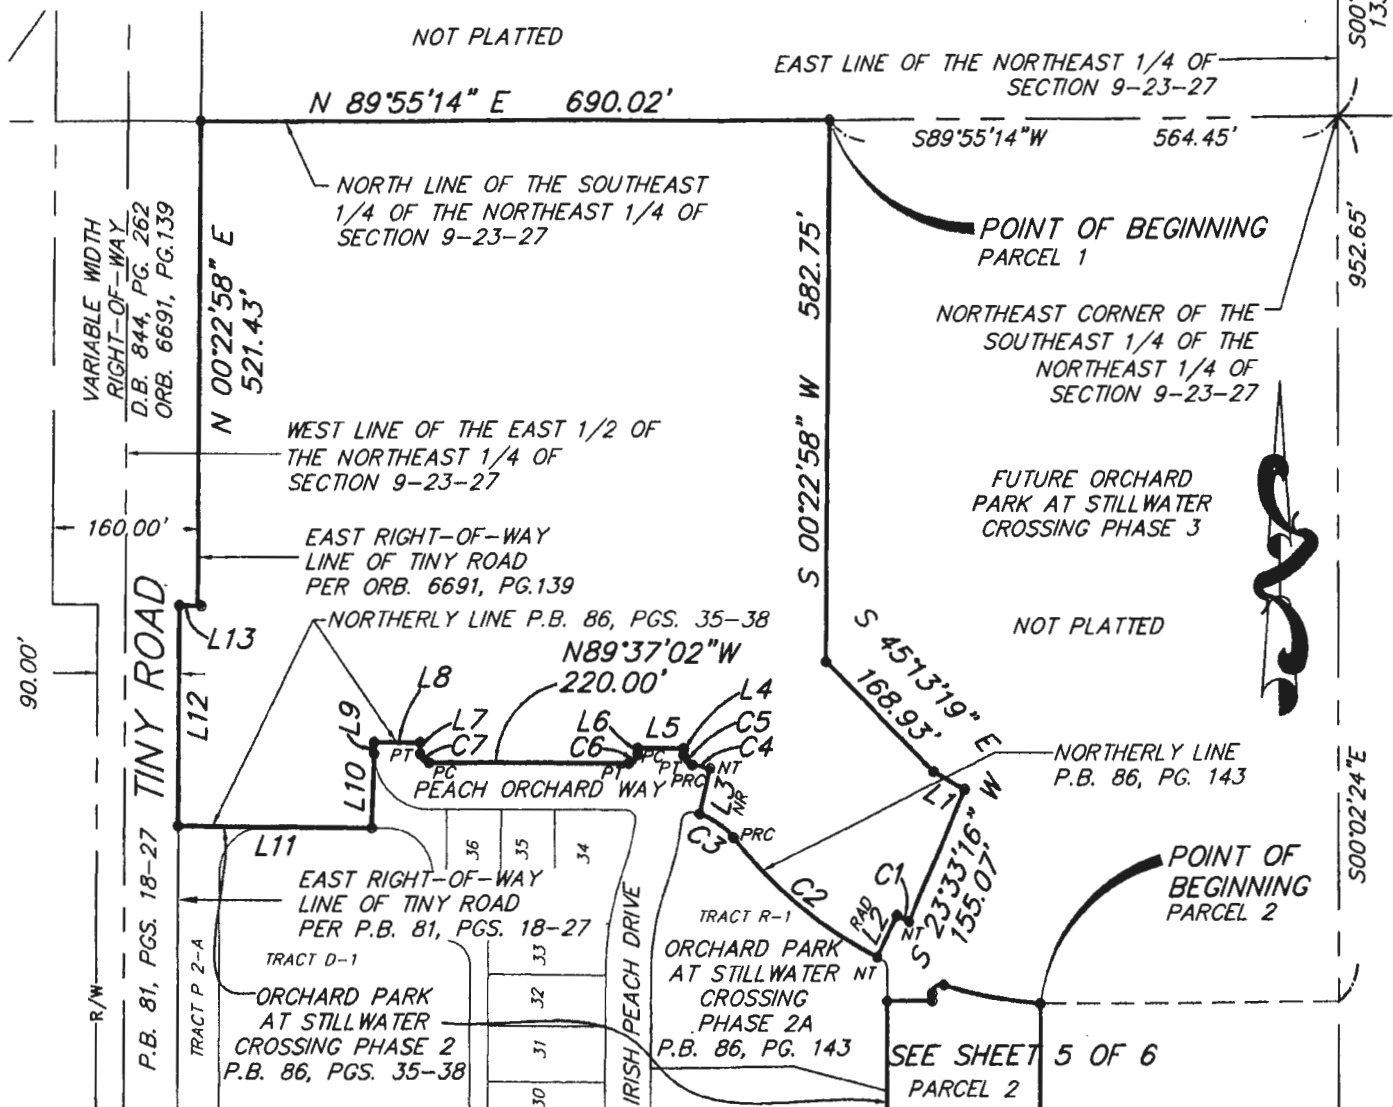 NOT PLATTED
S00°
EAST LINE OF THE NORTHEAST 1/4 OF
SECTION 9-23-27
N 89°55'14" E 690.02'
S89°55'14"W 564.45'
NORTH LINE OF THE SOUTHEAST
1/4 OF THE NORTHEAST 1/4 OF
SECTION 9-23-27
VARIABLE WIDTH
RIGHT-OF-WAY
D.B. 844, PG. 262
ORB. 6691, PG.139
N 00°22'58" E
521.43'
S 00°22'58" W 582.75'
POINT OF BEGINNING
PARCEL 1
952.65'
NORTHEAST CORNER OF THE
SOUTHEAST 1/4 OF THE
NORTHEAST 1/4 OF
SECTION 9-23-27
WEST LINE OF THE EAST 1/2 OF
THE NORTHEAST 1/4 OF
SECTION 9-23-27
FUTURE ORCHARD
PARK AT STILLWATER
CROSSING PHASE 3
160.00'
EAST RIGHT-OF-WAY
LINE OF TINY ROAD
PER ORB. 6691, PG.139
NORTHERLY LINE P.B. 86, PGS. 35-38
L13
NOT PLATTED
N89°37'02"W
220.00'
S 45°13'19" E
168.93'
90.00'
TINY ROAD
L12
L9
L8
L7
C7
L10
PT
PC
L6
C6
PT
L5
PC
L4
C5
C4
PT
PRC
NT
PEACH ORCHARD WAY
L3
NR
C3
PRC
NORTHERLY LINE
P.B. 86, PG. 143
L1
S 23°33'16" W
155.07'
S00°02'24"E
L11
36
35
34
C2
C1
RAD
L2
NT
NT
POINT OF
BEGINNING
PARCEL 2
EAST RIGHT-OF-WAY
LINE OF TINY ROAD
PER P.B. 81, PGS. 18-27
P.B. 81, PGS. 18-27
R/W
TRACT P 2-A
TRACT D-1
33
32
31
30
IRISH PEACH DRIVE
TRACT R-1
ORCHARD PARK
AT STILLWATER
CROSSING
PHASE 2A
P.B. 86, PG. 143
ORCHARD PARK
AT STILLWATER
CROSSING PHASE 2
P.B. 86, PGS. 35-38
SEE SHEET 5 OF 6
PARCEL 2